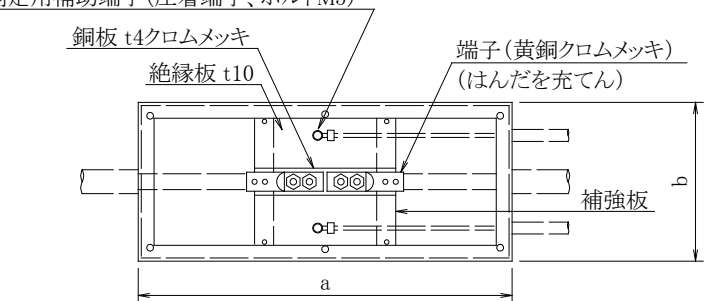 測定用補助端子(圧着端子、ボルトM5)
銅板 t4クロムメッキ
絶縁板 t10
端子(黄銅クロムメッキ)
(はんだを充てん)
補強板
a
b